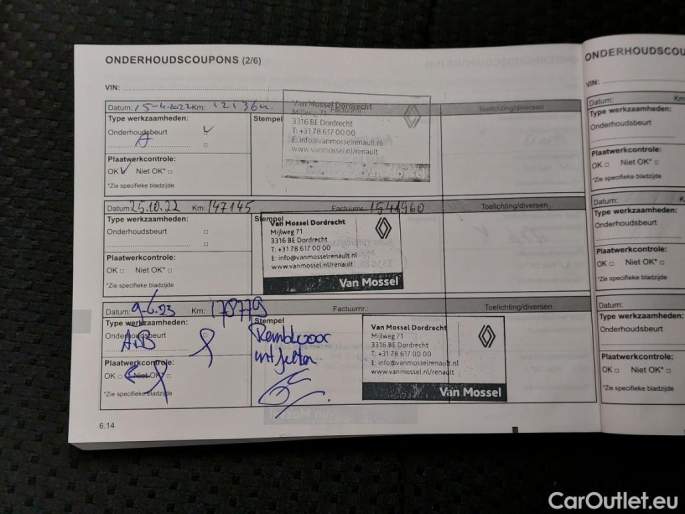 ONDERHOUDSCOUPONS (2/6)
VIN:
Datum: 15-4-2022 Km: Factuurnr.: Toelichting/diversen
Type werkzaamheden:
Stempel
Onderhoudsbeurt
A
Van Mossel Dordrecht
Mijlweg 71
3316 BE Dordrecht
T: +31 78 617 00 00
E: info@vanmosselrenault.nl
www.vanmossel.nl/renault
Plaatwerkcontrole:
OK Niet OK*
*Zie specifieke bladzijde
Datum: 25.10.22 Km: 147145 Factuurnr.: 1541960 Toelichting/diversen
Type werkzaamheden:
Stempel
Onderhoudsbeurt
Van Mossel Dordrecht
Mijlweg 71
3316 BE Dordrecht
T: +31 78 617 00 00
E: info@vanmosselrenault.nl
www.vanmossel.nl/renault
Van Mossel
Plaatwerkcontrole:
OK Niet OK*
*Zie specifieke bladzijde
Datum: 9-6-23 Km: 178779 Factuurnr.: Toelichting/diversen
Type werkzaamheden:
Stempel
Onderhoudsbeurt
A+B
Van Mossel Dordrecht
Mijlweg 71
3316 BE Dordrecht
T: +31 78 617 00 00
E: info@vanmosselrenault.nl
www.vanmossel.nl/renault
Van Mossel
Plaatwerkcontrole:
OK Niet OK*
*Zie specifieke bladzijde
6.14
ONDERHOUDSCOU
VIN:
Datum: K
Type werkzaamheden:
Onderhoudsbeurt
Plaatwerkcontrole:
OK Niet OK*
*Zie specifieke bladzijde
Datum: K
Type werkzaamheden:
Onderhoudsbeurt
Plaatwerkcontrole:
OK Niet OK*
*Zie specifieke bladzijde
Datum:
Type werkzaamheden:
Onderhoudsbeurt
Plaatwerkcontrole:
OK Niet OK*
*Zie specifieke bladzijde
CarOutlet.eu